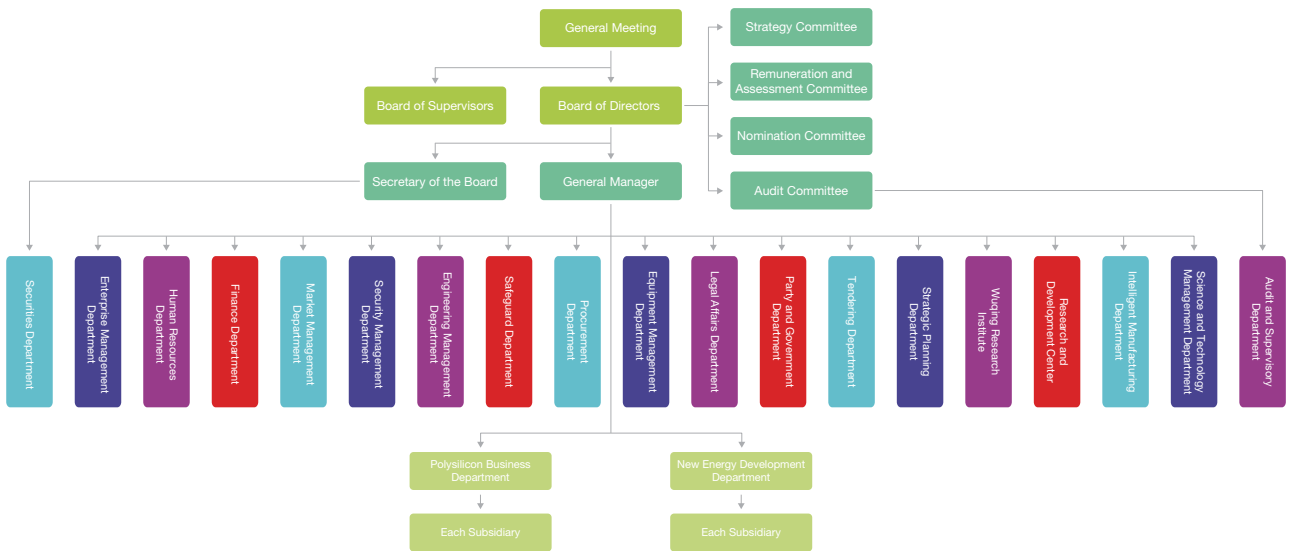 General Meeting
Strategy Committee
Remuneration and
Assessment Committee
Board of Supervisors
Board of Directors
Nomination Committee
Secretary of the Board
General Manager
Audit Committee
Securities Department
Enterprise Management
Department
Human Resources
Department
Finance Department
Market Management
Department
Security Management
Department
Engineering Management
Department
Safeguard Department
Procurement
Department
Equipment Management
Department
Legal Affairs Department
Party and Government
Department
Tendering Department
Strategic Planning
Department
Wuqing Research
Institute
Research and
Development Center
Intelligent Manufacturing
Department
Science and Technology
Management Department
Audit and Supervisory
Department
Polysilicon Business
Department
New Energy Development
Department
Each Subsidiary
Each Subsidiary